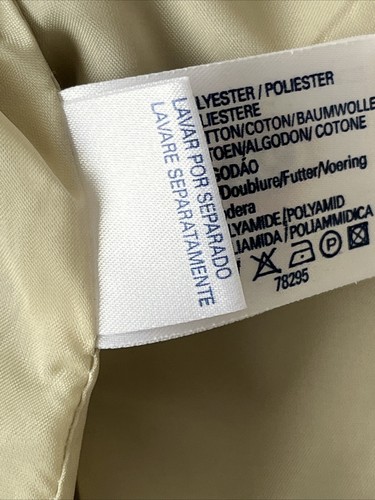 LAVAR POR SEPARADO
LAVARE SEPARATAMENTE
LYESTER / POLIESTER
LIESTERE
TTON/COTON/BAUMWOLLE
TOEN/ALGODON/COTONE
GODÃO
Doublure/Futter/Voering
dera
LYAMIDE/POLYAMID
LIAMIDA/POLIAMMIDICA
P
78295